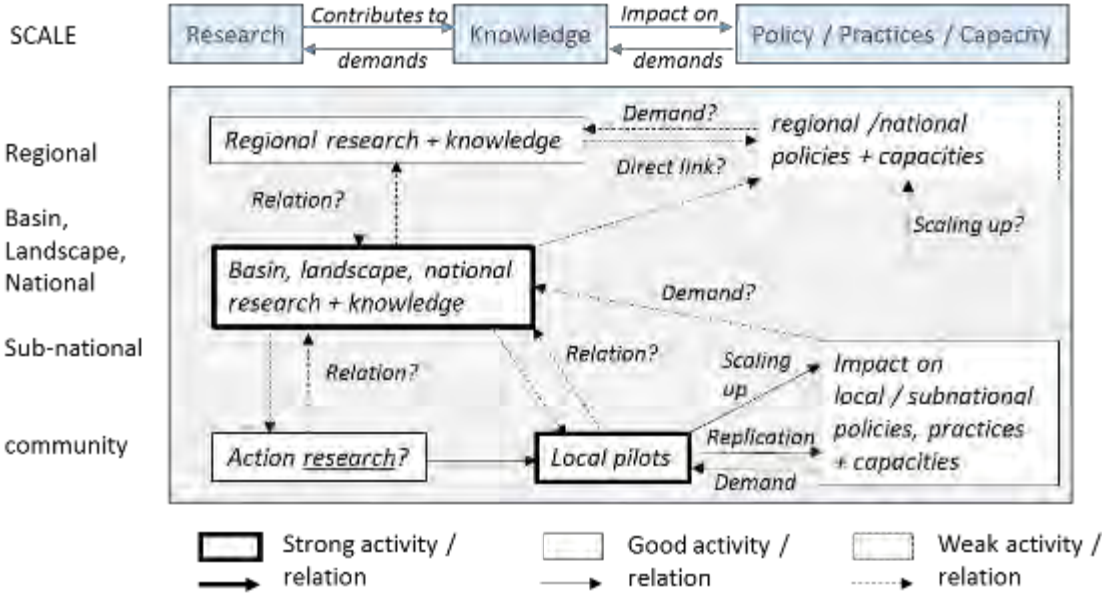 SCALE
Research
Contributes to
demands
Knowledge
Impact on
demands
Policy / Practices / Capacity
Regional
Regional research + knowledge
Demand?
Direct link?
regional /national
policies + capacities
Relation?
Scaling up?
Basin,
Landscape,
National
Basin, landscape, national
research + knowledge
Demand?
Sub-national
Relation?
Relation?
Scaling
up
Impact on
local / subnational
policies, practices
+ capacities
community
Action research?
Local pilots
Replication
Demand
Strong activity /
relation
Good activity /
relation
Weak activity /
relation